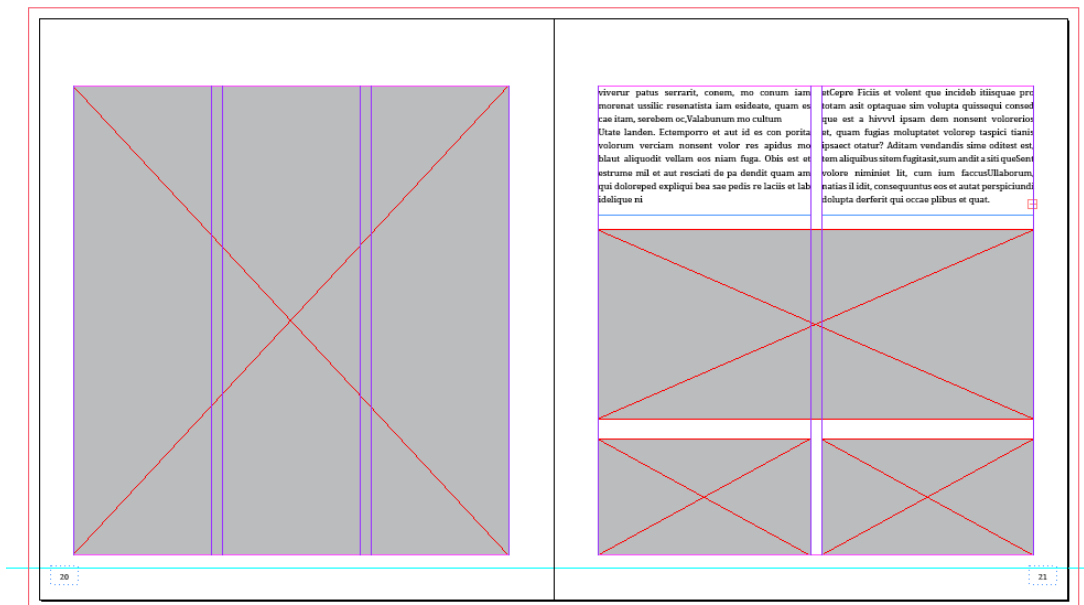 viverur patus serrarit, conem, mo conum iam
morenat ussilic resenatista iam esideate, quam es
cae itam, serebem oc,Valabunum mo cultum
Utate landen. Ectemporro et aut id es con porita
volorum verciam nonsent volor res apidus mo
blaut aliquodit vellam eos niam fuga. Obis est et
estrume mil et aut resciati de pa dendit quam am
qui doloreped expliqui bea sae pedis re laciis et lab
idelique ni
etCepre Ficiis et volent que incideb itiisquae pro
totam asit optaquae sim volupta quissequi consed
que est a hivvvl ipsam dem nonsent volorerios
et, quam fugias moluptatet volorep taspici tianis
ipsaect otatur? Aditam vendandis sime oditest est,
tem aliquibus sitem fugitasit,sum andit a siti queSent
volore niminiet lit, cum ium faccusUllaborum,
natias il idit, consequuntus eos et autat perspiciundi
dolupta derferit qui occae plibus et quat.
20
21